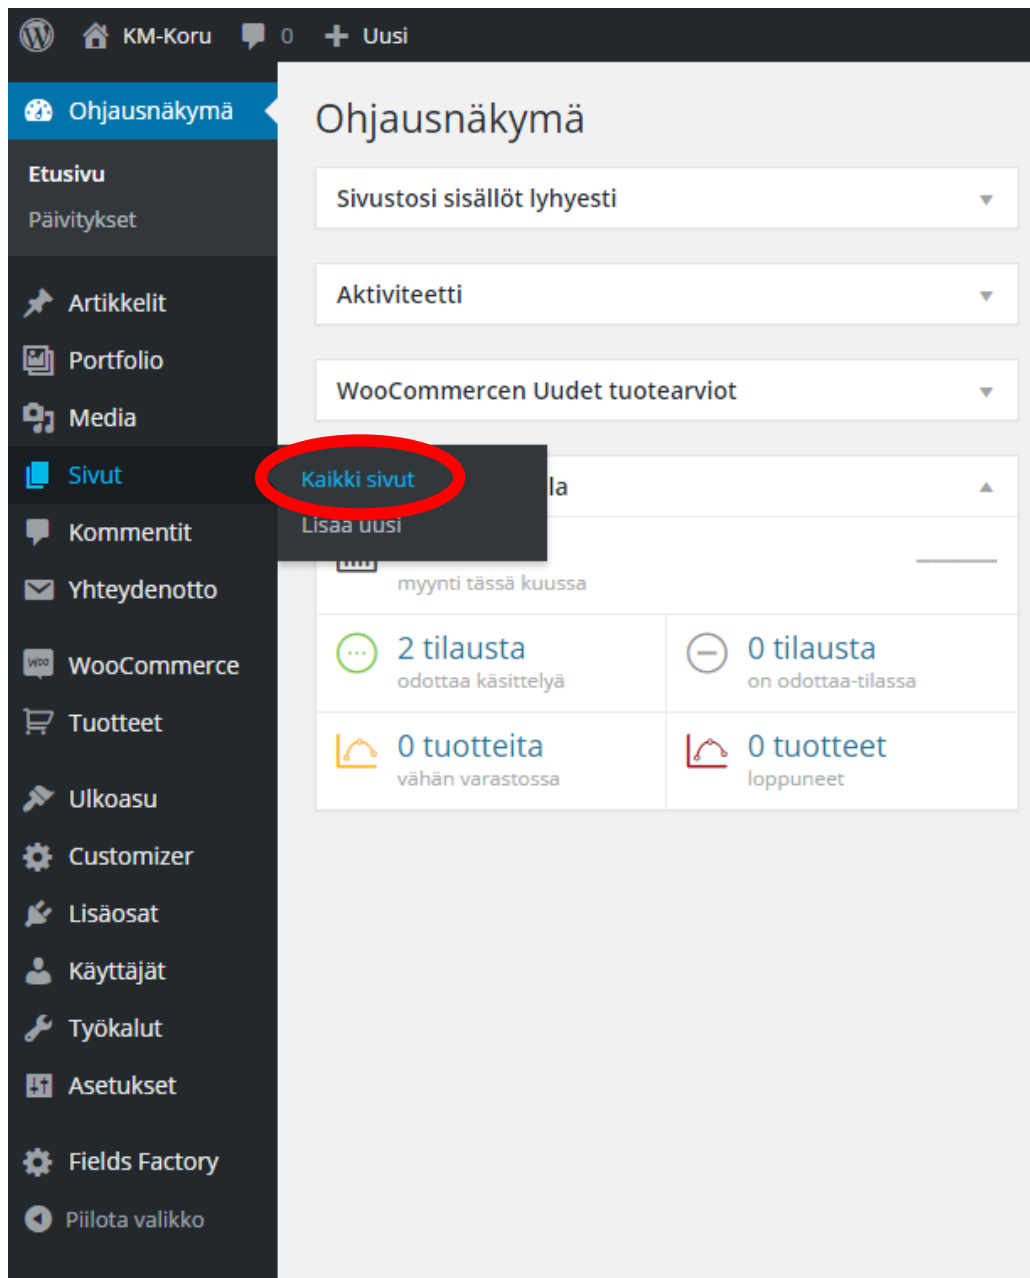 KM-Koru 0 Uusi
Ohjausnäkymä
Etusivu
Päivitykset
Artikkelit
Portfolio
Media
Sivut
Kaikki sivut
Lisää uusi
Kommentit
Yhteydenotto
WOO WooCommerce
Tuotteet
Ulkoasu
Customizer
Lisäosat
Käyttäjät
Työkalut
Asetukset
Fields Factory
Piilota valikko
Ohjausnäkymä
Sivustosi sisällöt lyhyesti
Aktiviteetti
WooCommercen Uudet tuotearviot
la
myynti tässä kuussa
2 tilausta
odottaa käsittelyä
0 tilausta
on odottaa-tilassa
0 tuotteita
vähän varastossa
0 tuotteet
loppuneet